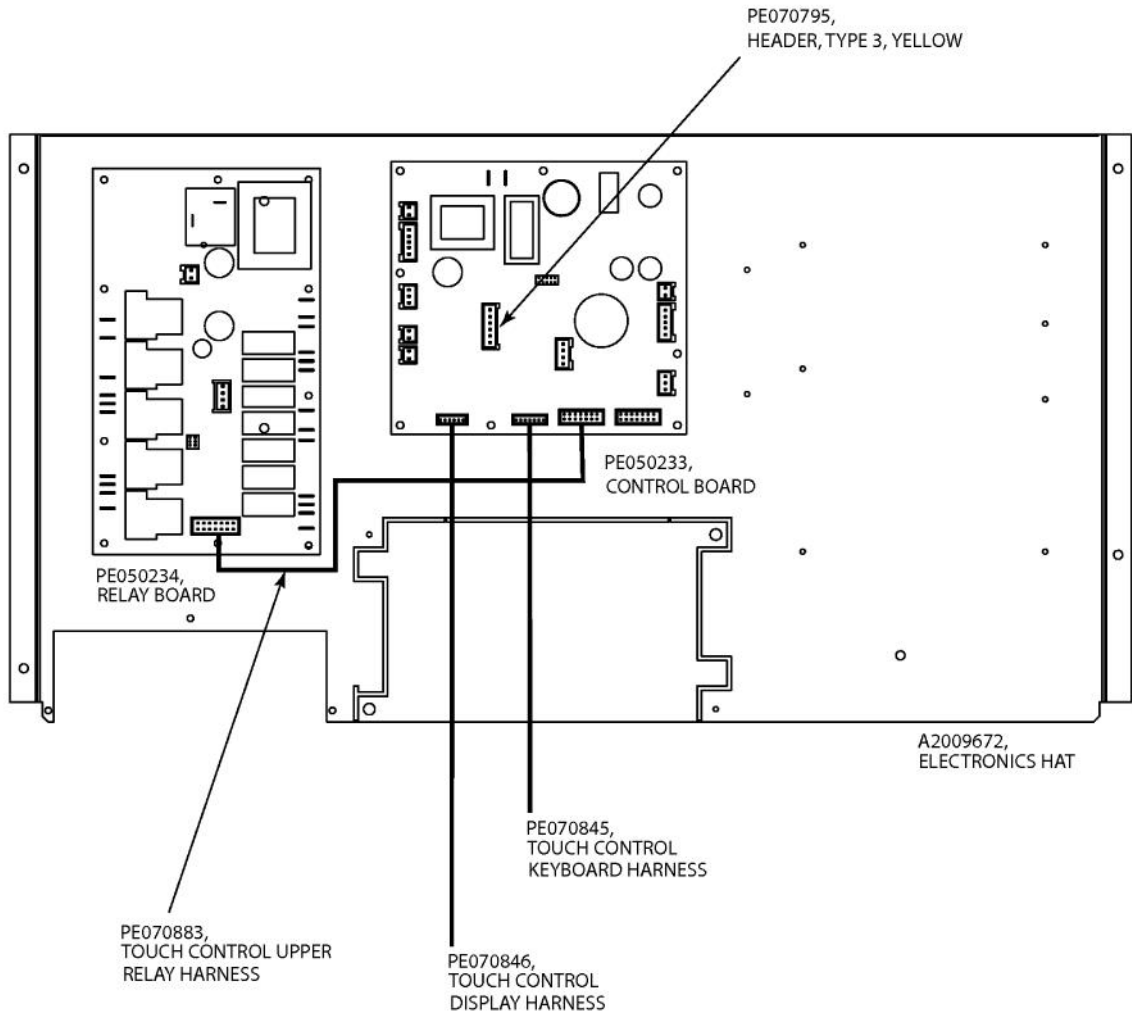 PE070795,
HEADER, TYPE 3, YELLOW
PE050233,
CONTROL BOARD
PE050234,
RELAY BOARD
A2009672,
ELECTRONICS HAT
PE070845,
TOUCH CONTROL
KEYBOARD HARNESS
PE070883,
TOUCH CONTROL UPPER
RELAY HARNESS
PE070846,
TOUCH CONTROL
DISPLAY HARNESS